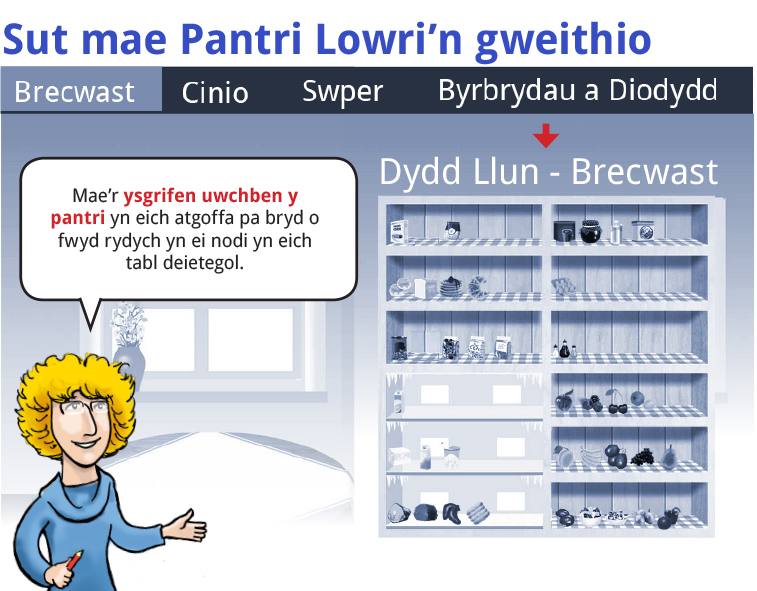 Sut mae Pantri Lowri’n gweithio
Brecwast Cinio Swper Byrbrydau a Diodydd
Dydd Llun - Brecwast
Mae’r ysgrifen uwchben y
pantri yn eich atgoffa pa bryd o
fwyd rydych yn ei nodi yn eich
tabl deietegol.